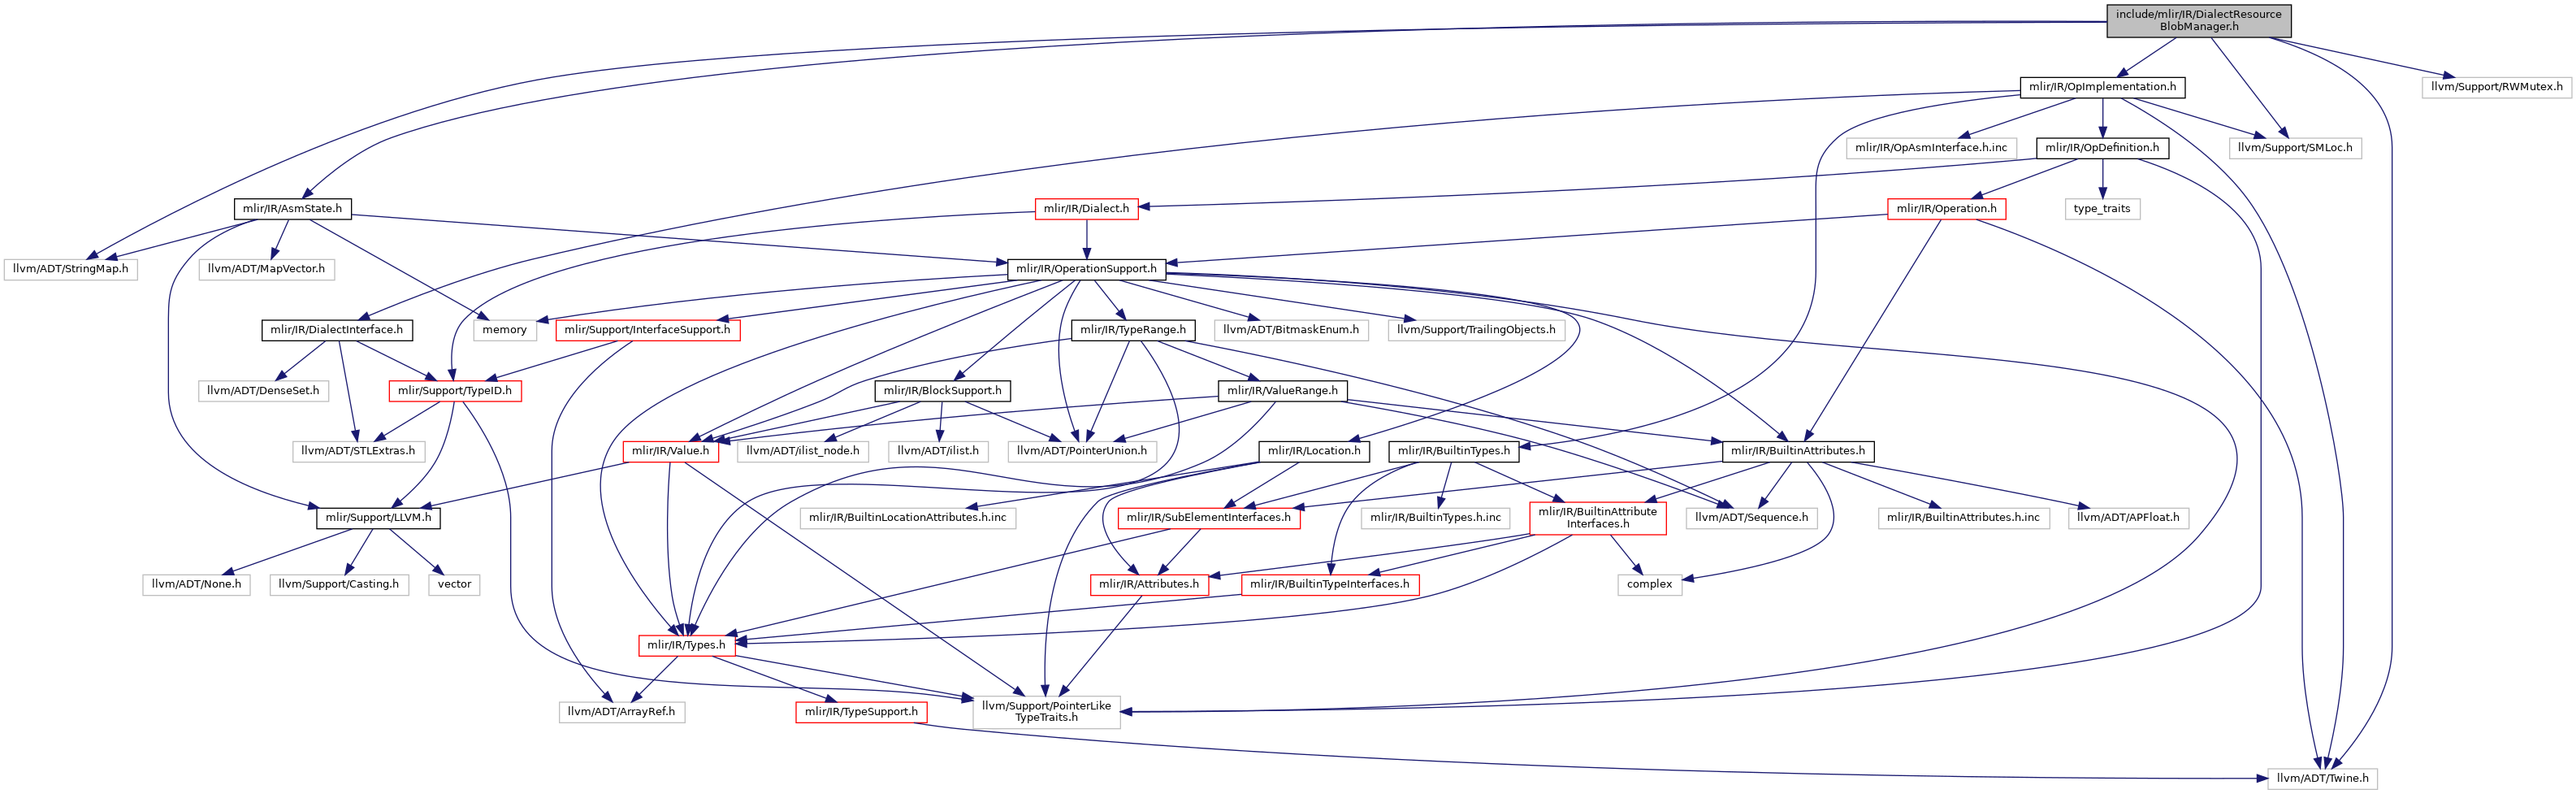 include/mlir/IR/DialectResource
BlobManager.h
mlir/IR/OpImplementation.h
llvm/Support/RWMutex.h
mlir/IR/OpAsmInterface.h.inc
mlir/IR/OpDefinition.h
llvm/Support/SMLoc.h
mlir/IR/AsmState.h
mlir/IR/Dialect.h
mlir/IR/Operation.h
type_traits
llvm/ADT/StringMap.h
llvm/ADT/MapVector.h
mlir/IR/OperationSupport.h
mlir/IR/DialectInterface.h
memory
mlir/Support/InterfaceSupport.h
mlir/IR/TypeRange.h
llvm/ADT/BitmaskEnum.h
llvm/Support/TrailingObjects.h
llvm/ADT/DenseSet.h
mlir/Support/TypeID.h
mlir/IR/BlockSupport.h
mlir/IR/ValueRange.h
llvm/ADT/STLExtras.h
mlir/IR/Value.h
llvm/ADT/ilist_node.h
llvm/ADT/ilist.h
llvm/ADT/PointerUnion.h
mlir/IR/Location.h
mlir/IR/BuiltinTypes.h
mlir/IR/BuiltinAttributes.h
mlir/Support/LLVM.h
mlir/IR/BuiltinLocationAttributes.h.inc
mlir/IR/SubElementInterfaces.h
mlir/IR/BuiltinTypes.h.inc
mlir/IR/BuiltinAttribute
Interfaces.h
llvm/ADT/Sequence.h
mlir/IR/BuiltinAttributes.h.inc
llvm/ADT/APFloat.h
llvm/ADT/None.h
llvm/Support/Casting.h
vector
mlir/IR/Attributes.h
mlir/IR/BuiltinTypeInterfaces.h
complex
mlir/IR/Types.h
llvm/ADT/ArrayRef.h
mlir/IR/TypeSupport.h
llvm/Support/PointerLike
TypeTraits.h
llvm/ADT/Twine.h